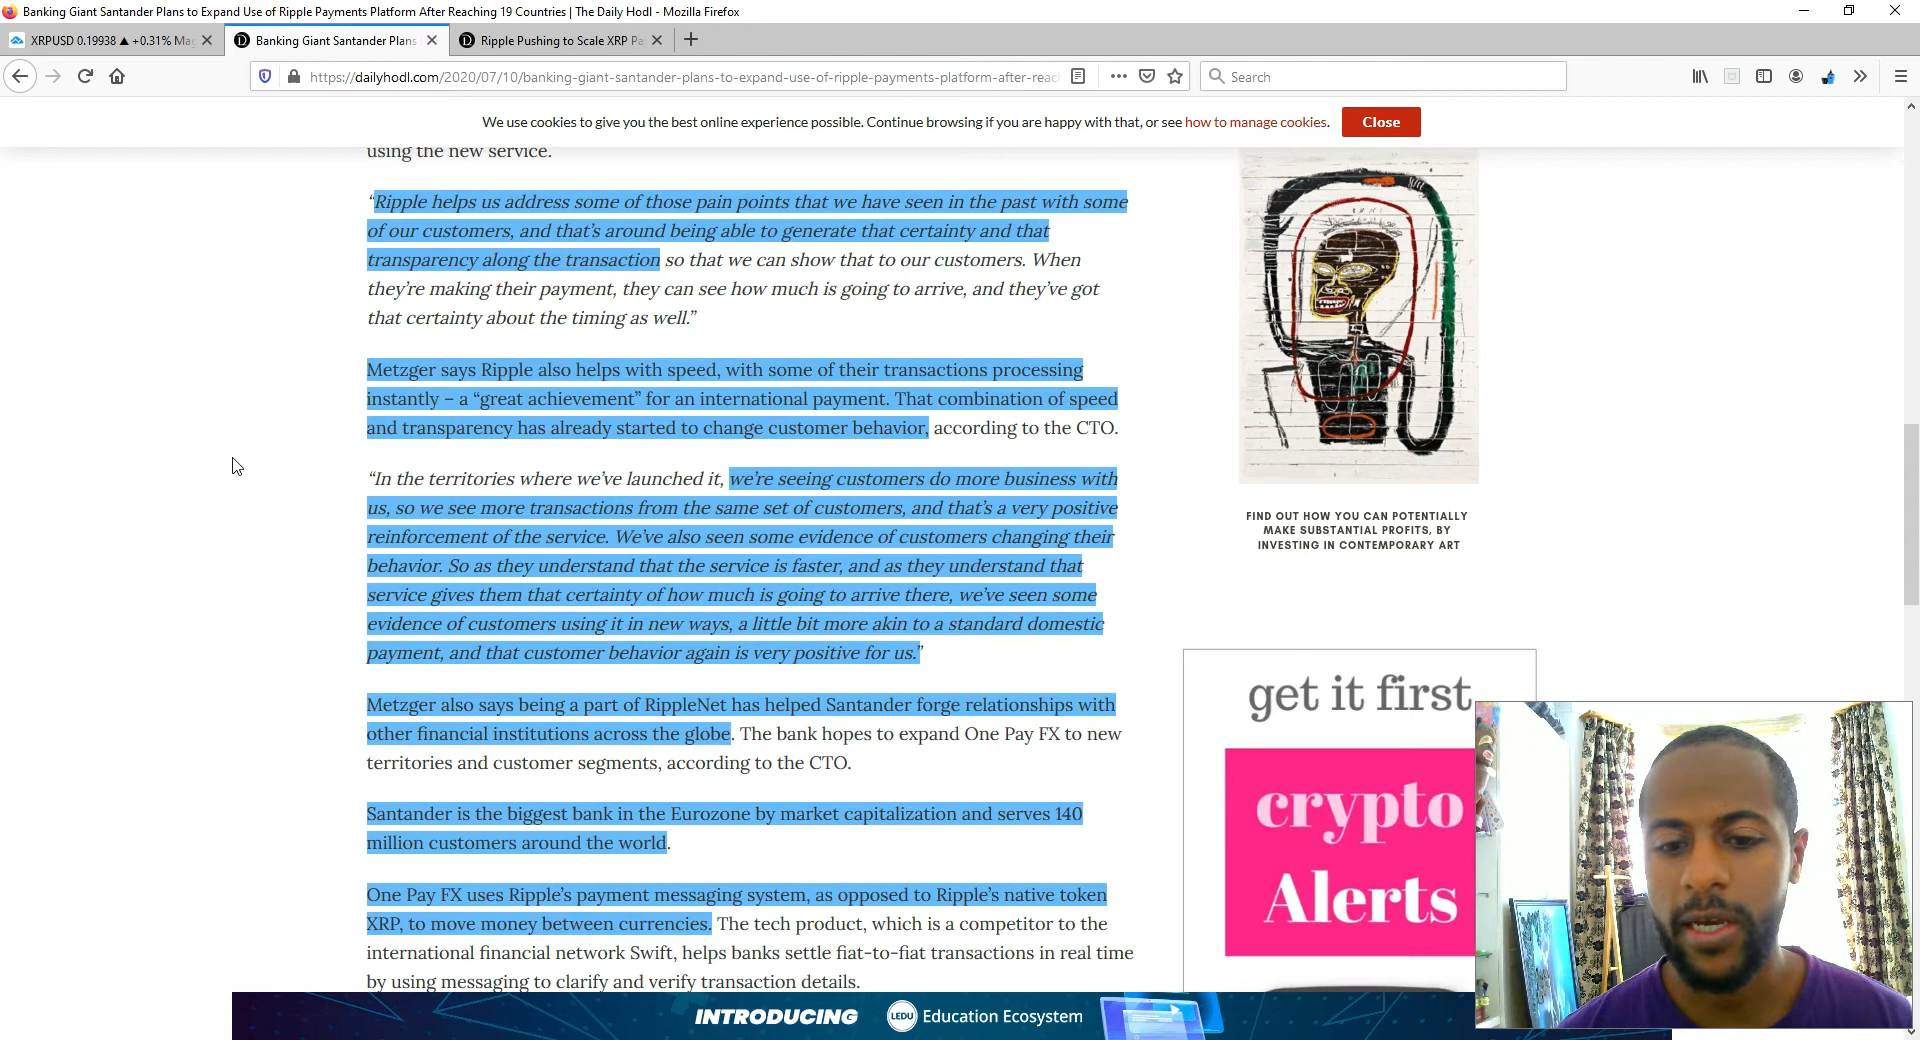 Banking Giant Santander Plans to Expand Use of Ripple Payments Platform After Reaching 19 Countries | The Daily Hodl - Mozilla Firefox
XRPUSD 0.19938 ▲ +0.31% Ma
Banking Giant Santander Plans
Ripple Pushing to Scale XRP Pa
https://dailyhodl.com/2020/07/10/banking-giant-santander-plans-to-expand-use-of-ripple-payments-platform-after-reac
Search
We use cookies to give you the best online experience possible. Continue browsing if you are happy with that, or see how to manage cookies.
Close
using the new service.
“Ripple helps us address some of those pain points that we have seen in the past with some
of our customers, and that’s around being able to generate that certainty and that
transparency along the transaction so that we can show that to our customers. When
they’re making their payment, they can see how much is going to arrive, and they’ve got
that certainty about the timing as well.”
Metzger says Ripple also helps with speed, with some of their transactions processing
instantly – a “great achievement” for an international payment. That combination of speed
and transparency has already started to change customer behavior, according to the CTO.
“In the territories where we’ve launched it, we’re seeing customers do more business with
us, so we see more transactions from the same set of customers, and that’s a very positive
reinforcement of the service. We’ve also seen some evidence of customers changing their
behavior. So as they understand that the service is faster, and as they understand that
service gives them that certainty of how much is going to arrive there, we’ve seen some
evidence of customers using it in new ways, a little bit more akin to a standard domestic
payment, and that customer behavior again is very positive for us.”
Metzger also says being a part of RippleNet has helped Santander forge relationships with
other financial institutions across the globe. The bank hopes to expand One Pay FX to new
territories and customer segments, according to the CTO.
Santander is the biggest bank in the Eurozone by market capitalization and serves 140
million customers around the world.
One Pay FX uses Ripple’s payment messaging system, as opposed to Ripple’s native token
XRP, to move money between currencies. The tech product, which is a competitor to the
international financial network Swift, helps banks settle fiat-to-fiat transactions in real time
by using messaging to clarify and verify transaction details.
FIND OUT HOW YOU CAN POTENTIALLY
MAKE SUBSTANTIAL PROFITS, BY
INVESTING IN CONTEMPORARY ART
get it first
crypto
Alerts
INTRODUCING
LEDU
Education Ecosystem